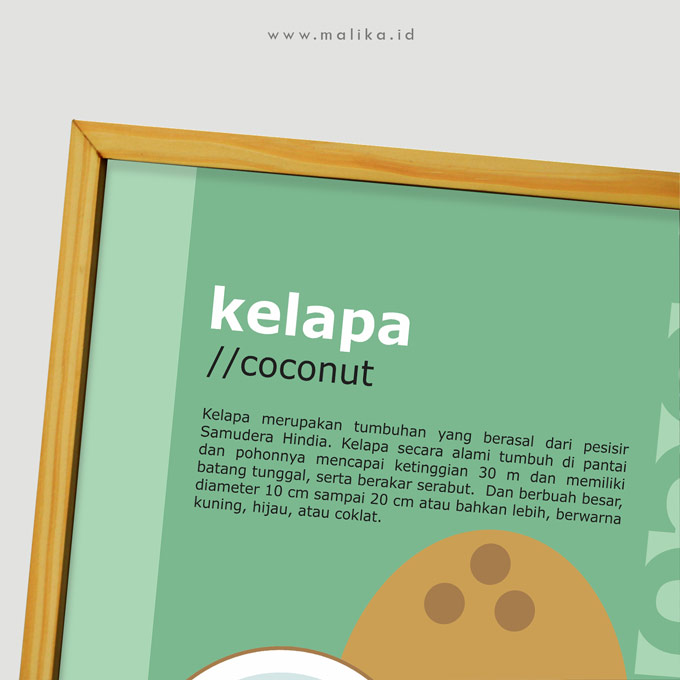 www.malika.id
kelapa
//coconut
Kelapa merupakan tumbuhan yang berasal dari pesisir
Samudera Hindia. Kelapa secara alami tumbuh di pantai
dan pohonnya mencapai ketinggian 30 m dan memiliki
batang tunggal, serta berakar serabut. Dan berbuah besar,
diameter 10 cm sampai 20 cm atau bahkan lebih, berwarna
kuning, hijau, atau coklat.